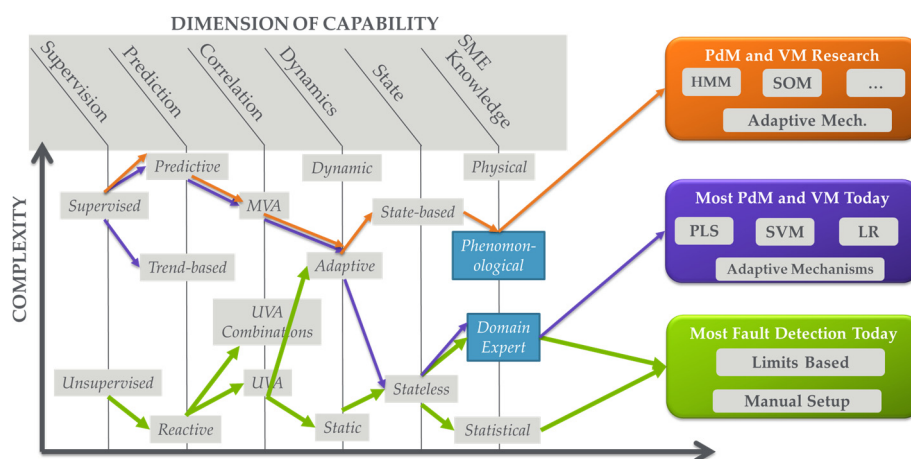 DIMENSION OF CAPABILITY
Supervision
Prediction
Correlation
Dynamics
State
SME
Knowledge
COMPLEXITY
Predictive
Dynamic
Physical
Supervised
MVA
State-based
Trend-based
Adaptive
Phenomon-
ological
UVA
Combinations
Domain
Expert
Unsupervised
UVA
Stateless
Reactive
Static
Statistical
PdM and VM Research
HMM
SOM
...
Adaptive Mech.
Most PdM and VM Today
PLS
SVM
LR
Adaptive Mechanisms
Most Fault Detection Today
Limits Based
Manual Setup